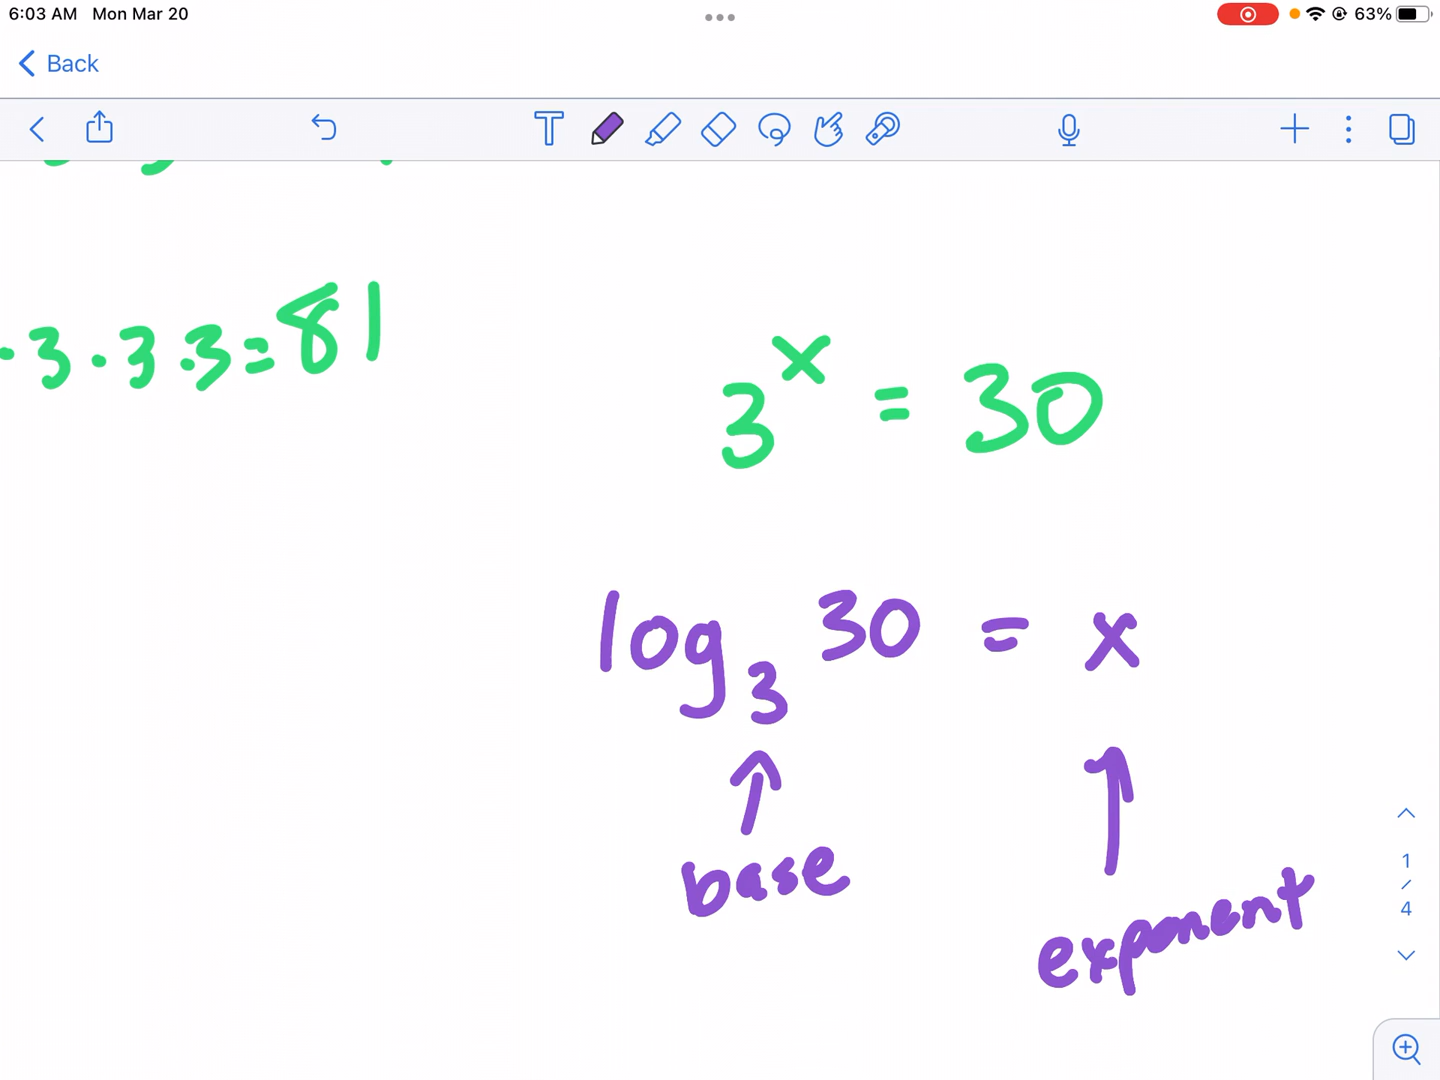 6:03 AM Mon Mar 20
63%
Back
· 3 · 3 · 3 = 81
3^x = 30
log_3 30 = x
base
exponent
1
/
4